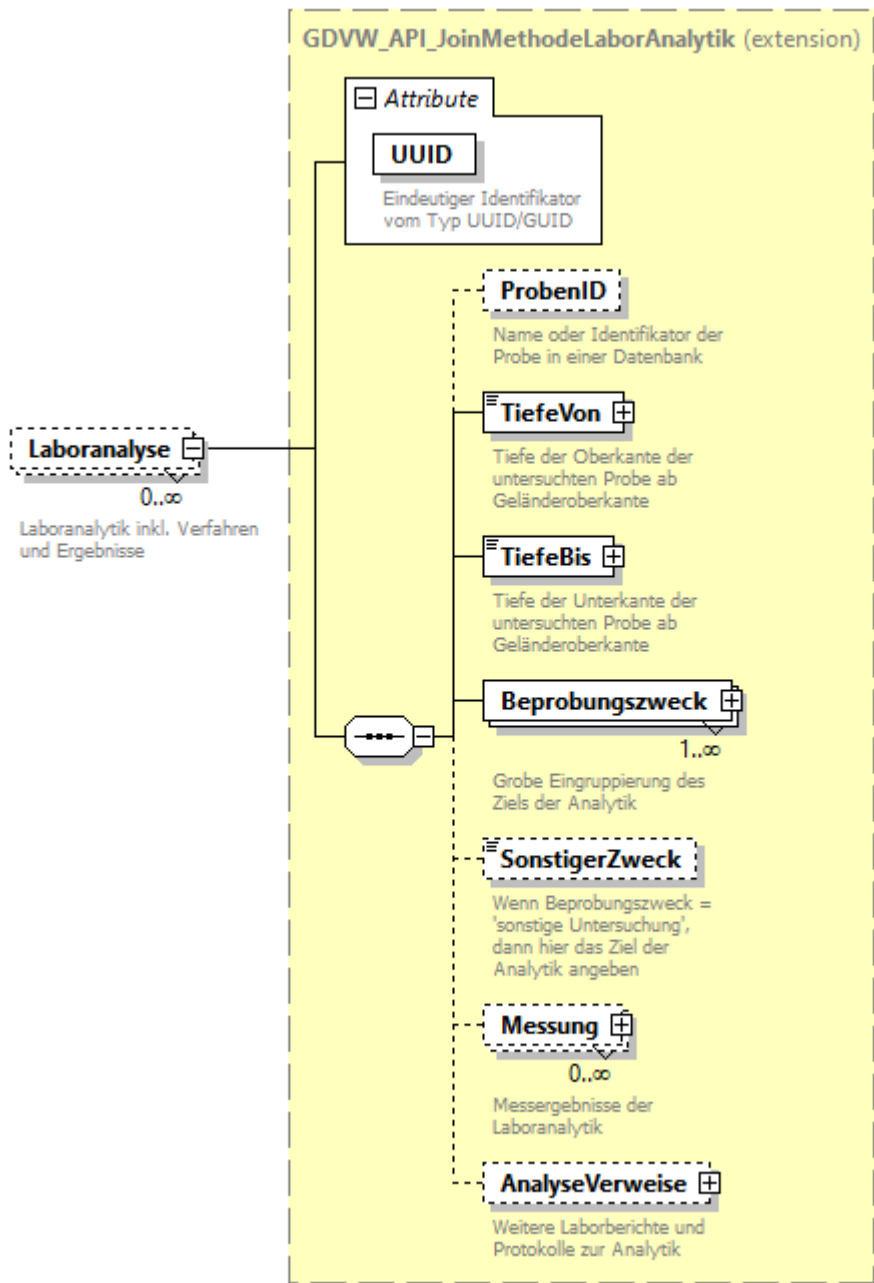 GDVW_API_JoinMethodeLaborAnalytik (extension)
Attribute
UUID
Eindeutiger Identifikator
vom Typ UUID/GUID
ProbenID
Name oder Identifikator der
Probe in einer Datenbank
TiefeVon
Tiefe der Oberkante der
untersuchten Probe ab
Geländeroberkante
Laboranalyse
0..∞
Laboranalytik inkl. Verfahren
und Ergebnisse
TiefeBis
Tiefe der Unterkante der
untersuchten Probe ab
Geländeroberkante
Beprobungszweck
1..∞
Grobe Eingruppierung des
Ziels der Analytik
SonstigerZweck
Wenn Beprobungszweck =
'sonstige Untersuchung',
dann hier das Ziel der
Analytik angeben
Messung
0..∞
Messergebnisse der
Laboranalytik
AnalyseVerweise
Weitere Laborberichte und
Protokolle zur Analytik